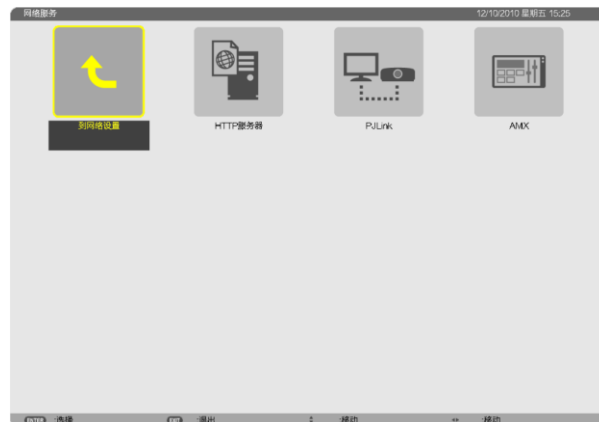 网络服务 12/10/2010 星期五 15:25
到网络设置 HTTP服务器 PJLink AMX
ENTER :选择 EXIT :退出 :移动 :移动